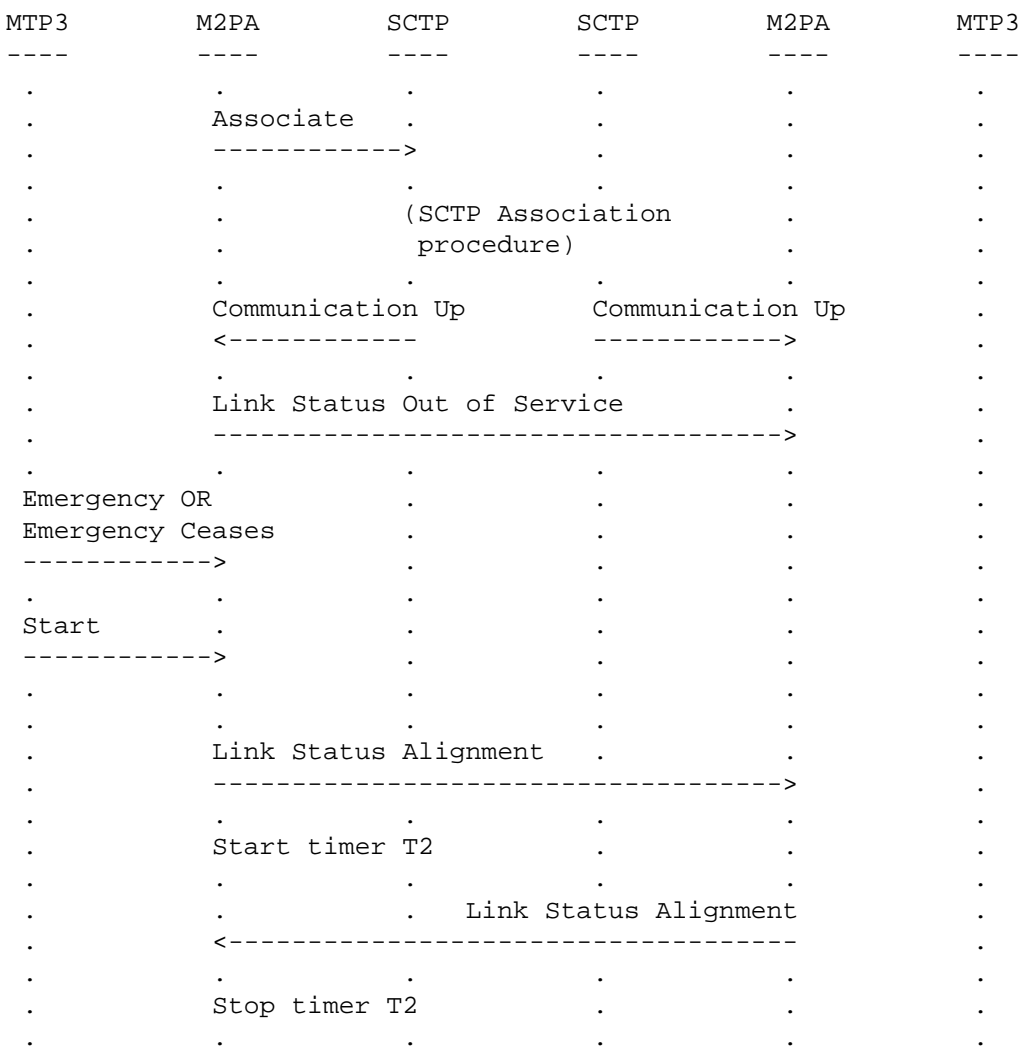 MTP3        M2PA        SCTP        SCTP        M2PA        MTP3
----        ----        ----        ----        ----        ----
 .           .           .           .           .           .
 .           Associate   .           .           .           .
 .           ------------>           .           .           .
 .           .           .           .           .           .
 .           .           (SCTP Association       .           .
 .           .            procedure)             .           .
 .           .           .           .           .           .
 .           Communication Up        Communication Up        .
 .           <------------           ------------>           .
 .           .           .           .           .           .
 .           Link Status Out of Service          .           .
 .           ------------------------------------>           .
 .           .           .           .           .           .
 Emergency OR            .           .           .           .
 Emergency Ceases        .           .           .           .
 ------------>           .           .           .           .
 .           .           .           .           .           .
 Start       .           .           .           .           .
 ------------>           .           .           .           .
 .           .           .           .           .           .
 .           .           .           .           .           .
 .           Link Status Alignment   .           .           .
 .           ------------------------------------>           .
 .           .           .           .           .           .
 .           Start timer T2          .           .           .
 .           .           .           .           .           .
 .           .           .   Link Status Alignment           .
 .           <------------------------------------           .
 .           .           .           .           .           .
 .           Stop timer T2           .           .           .
 .           .           .           .           .           .